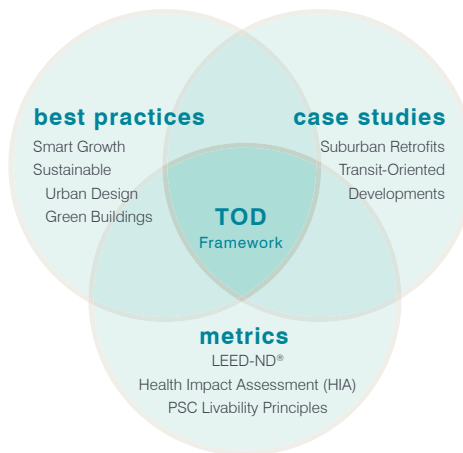 best practices
Smart Growth
Sustainable
Urban Design
Green Buildings
case studies
Suburban Retrofits
Transit-Oriented
Developments
TOD
Framework
metrics
LEED-ND®
Health Impact Assessment (HIA)
PSC Livability Principles